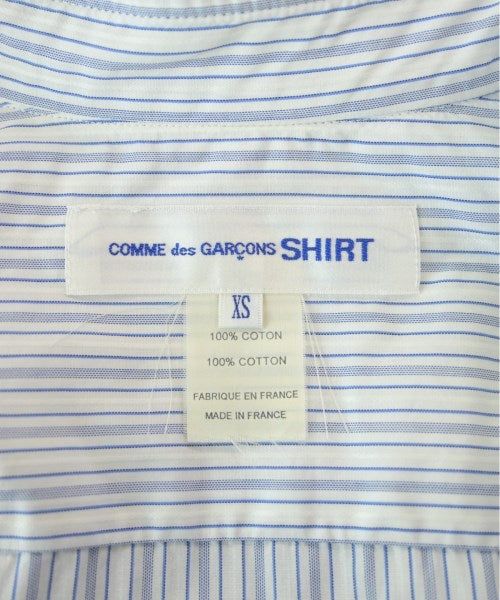 COMME des GARÇONS SHIRT
XS
100% COTON
100% COTTON
FABRIQUE EN FRANCE
MADE IN FRANCE